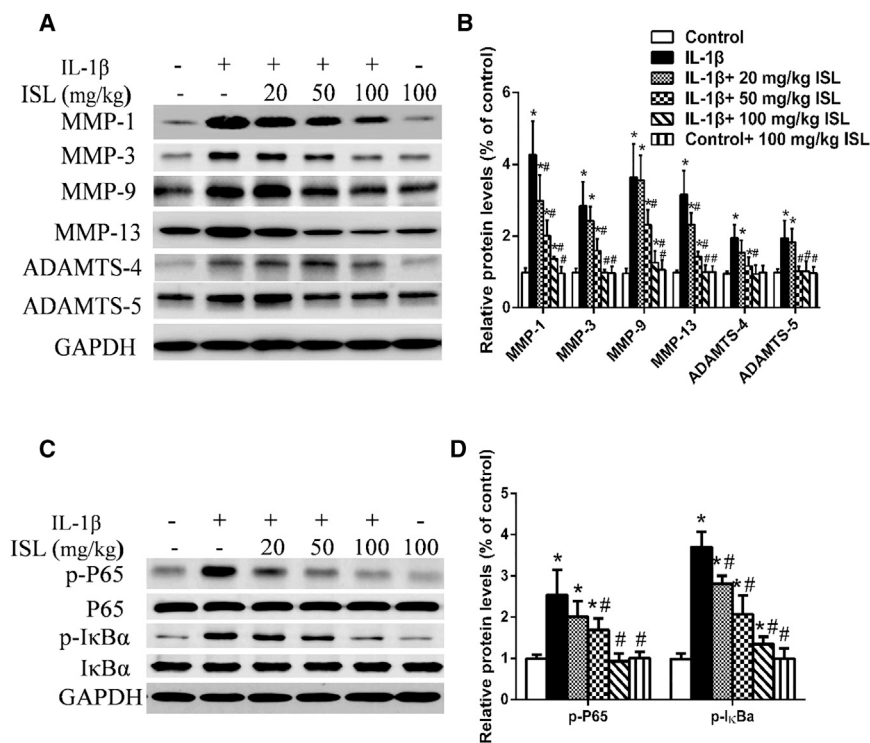 A
IL-1β - + + + + -
ISL (mg/kg) - - 20 50 100 100
MMP-1
MMP-3
MMP-9
MMP-13
ADAMTS-4
ADAMTS-5
GAPDH
B
Control
IL-1β
IL-1β+ 20 mg/kg ISL
IL-1β+ 50 mg/kg ISL
IL-1β+ 100 mg/kg ISL
Control+ 100 mg/kg ISL
Relative protein levels (% of control)
6
4
2
0
* *# *# *# #
* * *# # #
* * *# # #
* *# *# # #
* * *#
* * # # #
MMP-1
MMP-3
MMP-9
MMP-13
ADAMTS-4
ADAMTS-5
C
IL-1β - + + + + -
ISL (mg/kg) - - 20 50 100 100
p-P65
P65
p-IκBα
IκBα
GAPDH
D
Relative protein levels (% of control)
5
4
3
2
1
0
* * *# # #
* *# *# *# #
p-P65
p-IκBa